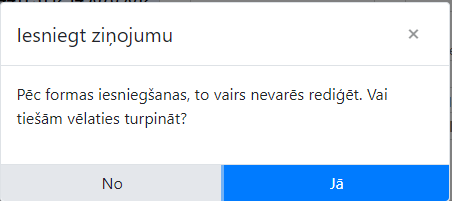 Iesniegt ziņojumu ×
Pēc formas iesniegšanas, to vairs nevarēs rediģēt. Vai
tiešām vēlaties turpināt?
No Jā